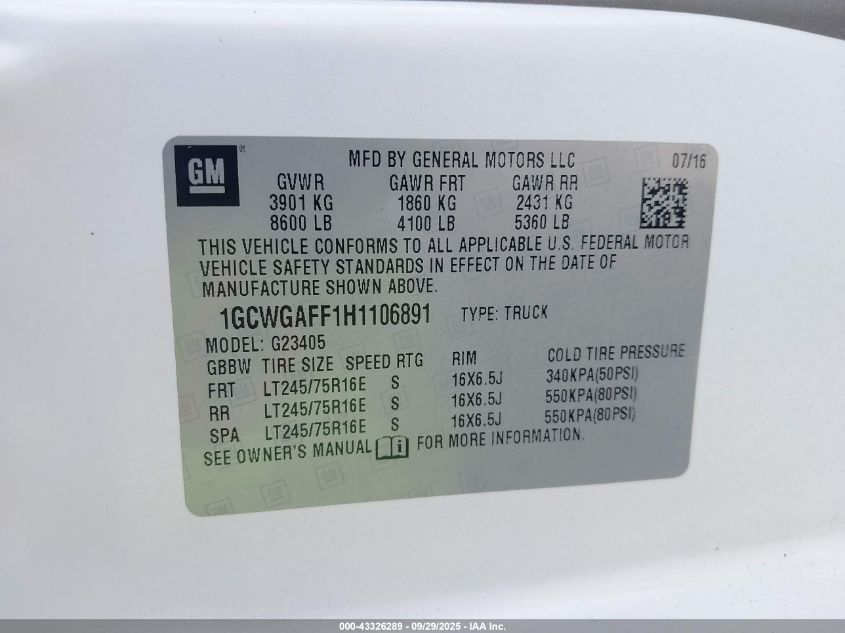 GM ® MFD BY GENERAL MOTORS LLC 07/16
GVWR GAWR FRT GAWR RR
3901 KG 1860 KG 2431 KG
8600 LB 4100 LB 5360 LB
THIS VEHICLE CONFORMS TO ALL APPLICABLE U.S. FEDERAL MOTOR
VEHICLE SAFETY STANDARDS IN EFFECT ON THE DATE OF
MANUFACTURE SHOWN ABOVE.
1GCWGAFF1H1106891 TYPE: TRUCK
MODEL: G23405
GBBW TIRE SIZE SPEED RTG RIM COLD TIRE PRESSURE
FRT LT245/75R16E S 16X6.5J 340KPA(50PSI)
RR LT245/75R16E S 16X6.5J 550KPA(80PSI)
SPA LT245/75R16E S 16X6.5J 550KPA(80PSI)
SEE OWNER'S MANUAL i FOR MORE INFORMATION.
000-43326289 - 09/29/2025 - IAA Inc.